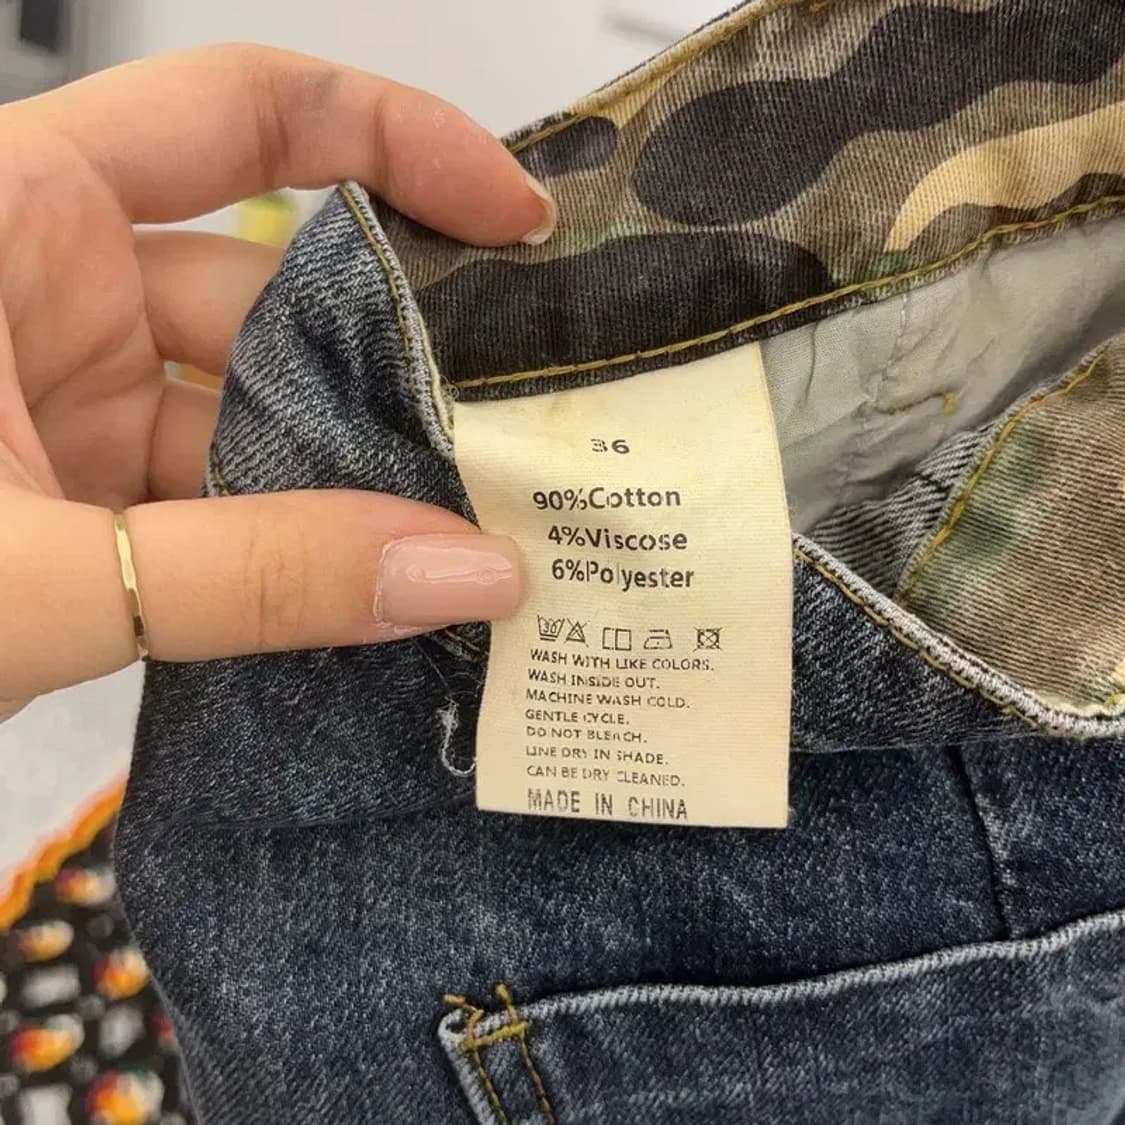 36
90%Cotton
4%Viscose
6%Polyester
30
WASH WITH LIKE COLORS.
WASH INSIDE OUT.
MACHINE WASH COLD.
GENTLE CYCLE.
DO NOT BLEACH.
LINE DRY IN SHADE.
CAN BE DRY CLEANED.
MADE IN CHINA